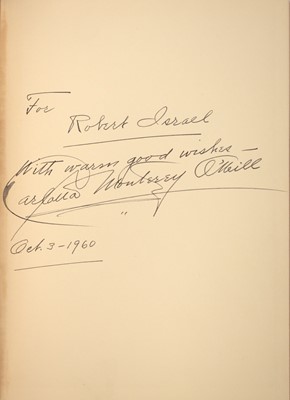 For
Robert Israel
With warm good wishes —
Carlotta Monterey O'Neill
"
Oct. 3-1960